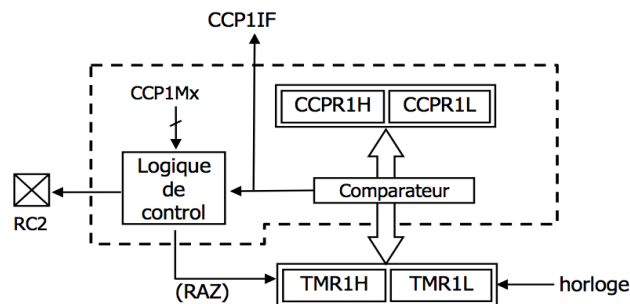 CCP1IF
CCP1Mx
CCPR1H CCPR1L
Logique
de
control
Comparateur
RC2
(RAZ)
TMR1H TMR1L
horloge